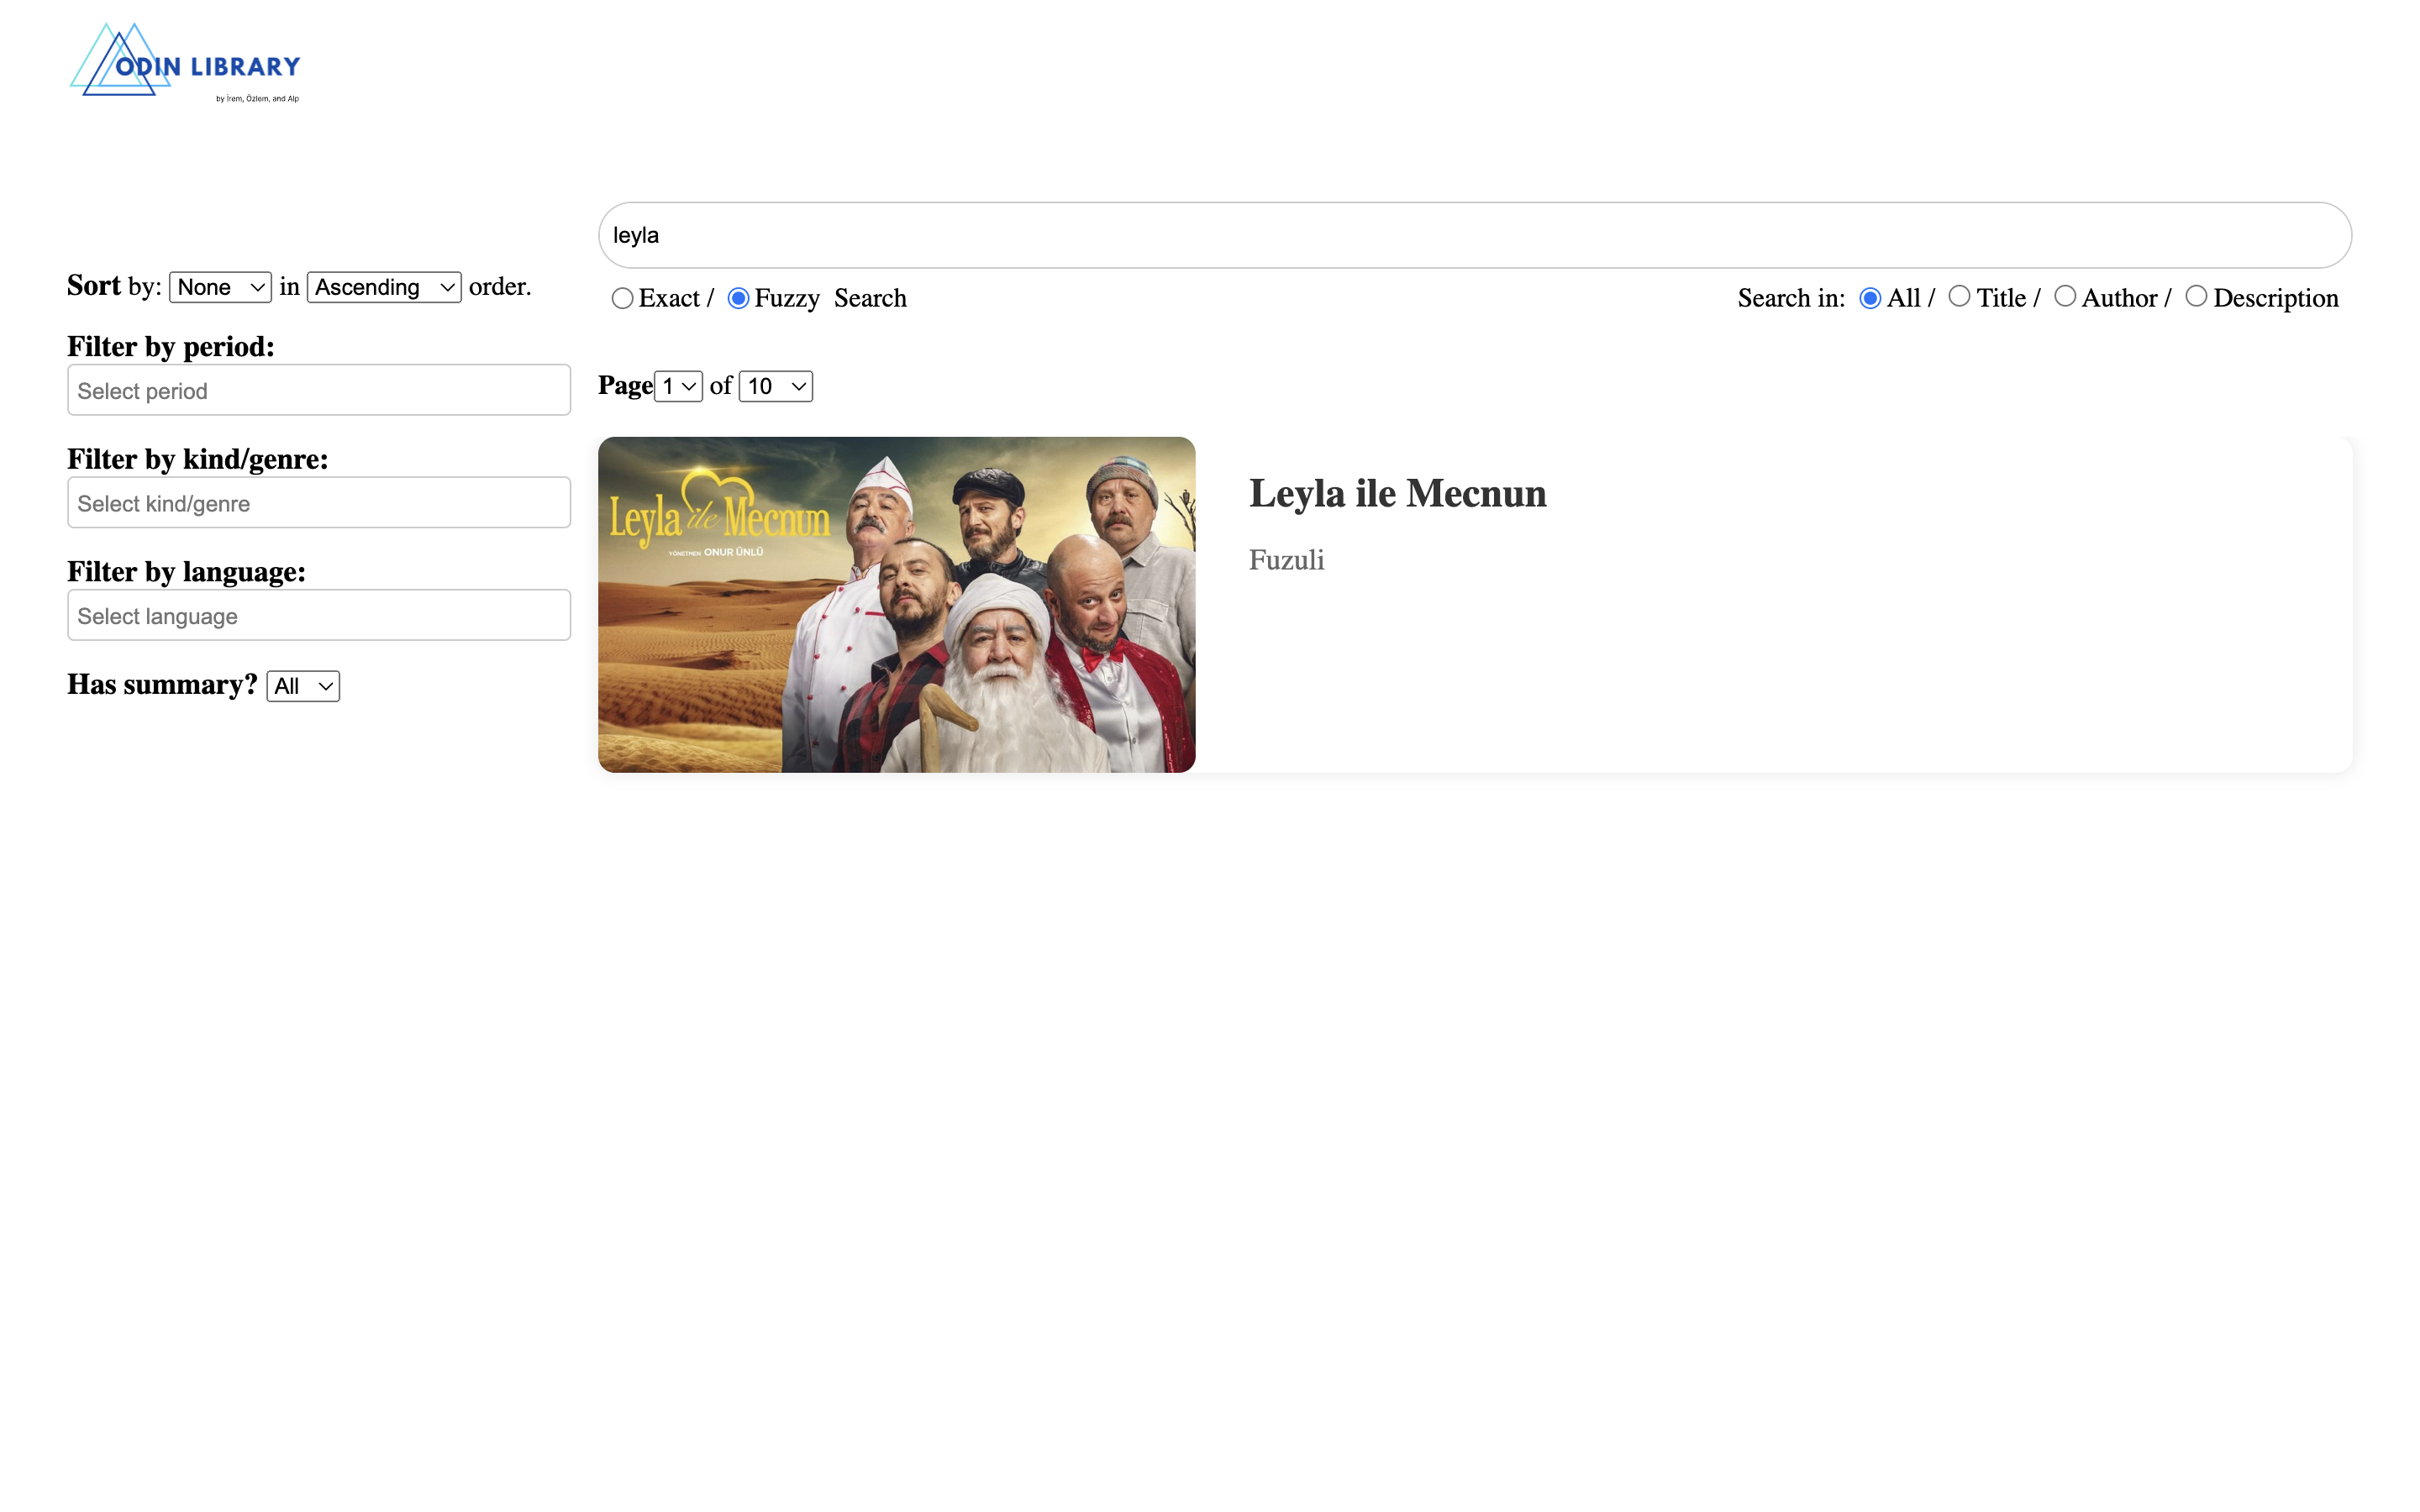 ODIN LIBRARY
by İrem, Özlem, and Alp
leyla
Sort by: None in Ascending order.
Exact / Fuzzy Search
Search in: All / Title / Author / Description
Filter by period:
Select period
Page 1 of 10
Filter by kind/genre:
Select kind/genre
Filter by language:
Select language
Has summary? All
Leyla ile Mecnun
YÖNETMEN ONUR ÜNLÜ
Leyla ile Mecnun
Fuzuli